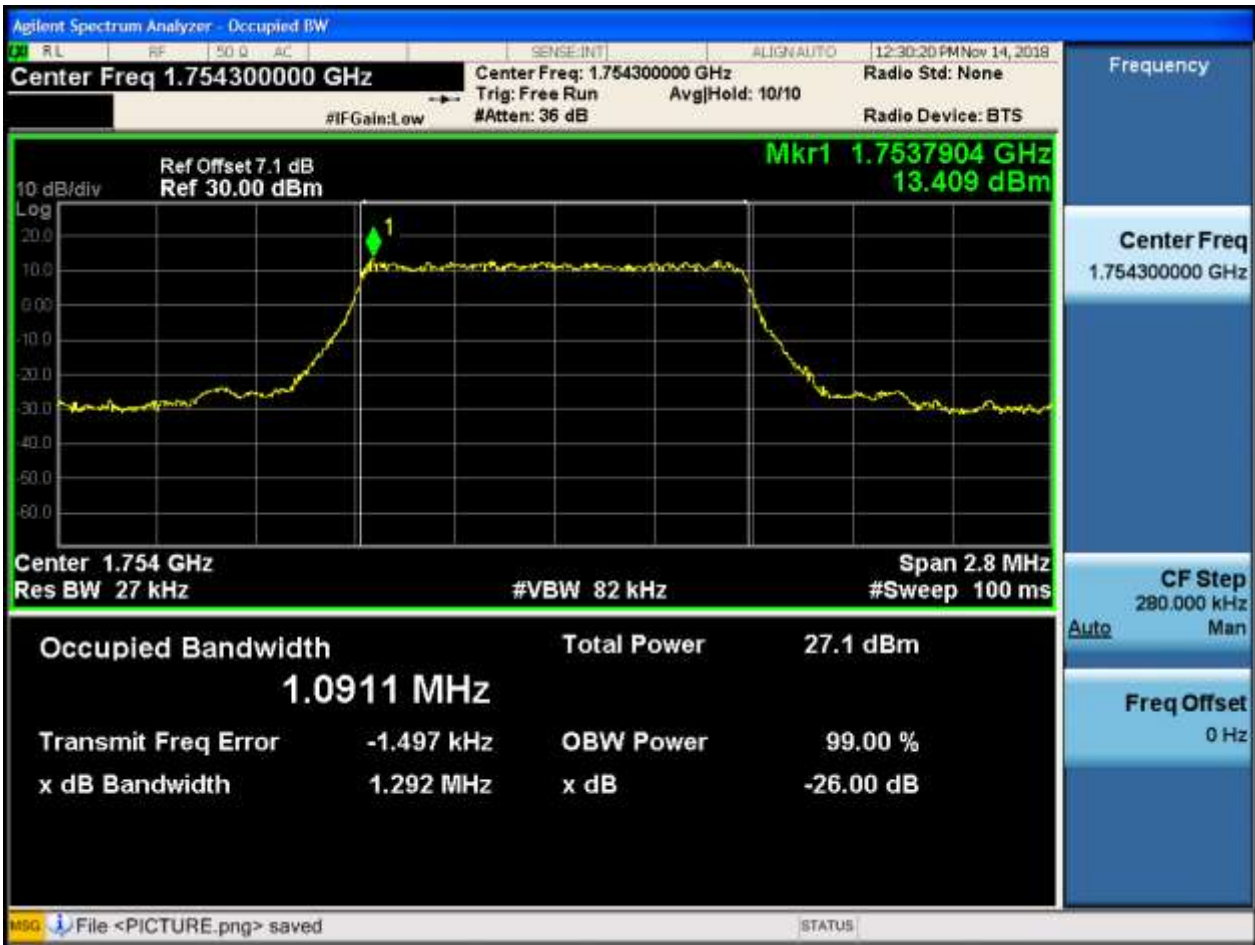 Agilent Spectrum Analyzer - Occupied BW
RL RF 50 Ω AC SENSE:INT ALIGN AUTO 12:30:20 PM Nov 14, 2018
Center Freq 1.754300000 GHz
Center Freq: 1.754300000 GHz
Radio Std: None
Trig: Free Run Avg|Hold: 10/10
#IFGain:Low
#Atten: 36 dB
Radio Device: BTS
Mkr1 1.7537904 GHz
13.409 dBm
Ref Offset 7.1 dB
10 dB/div Ref 30.00 dBm
Log
20.0
10.0
0.00
-10.0
-20.0
-30.0
-40.0
-50.0
-60.0
1
Center 1.754 GHz Span 2.8 MHz
Res BW 27 kHz #VBW 82 kHz #Sweep 100 ms
Occupied Bandwidth Total Power 27.1 dBm
1.0911 MHz
Transmit Freq Error -1.497 kHz OBW Power 99.00 %
x dB Bandwidth 1.292 MHz x dB -26.00 dB
Frequency
Center Freq
1.754300000 GHz
CF Step
280.000 kHz
Auto Man
Freq Offset
0 Hz
MSG File <PICTURE.png> saved STATUS